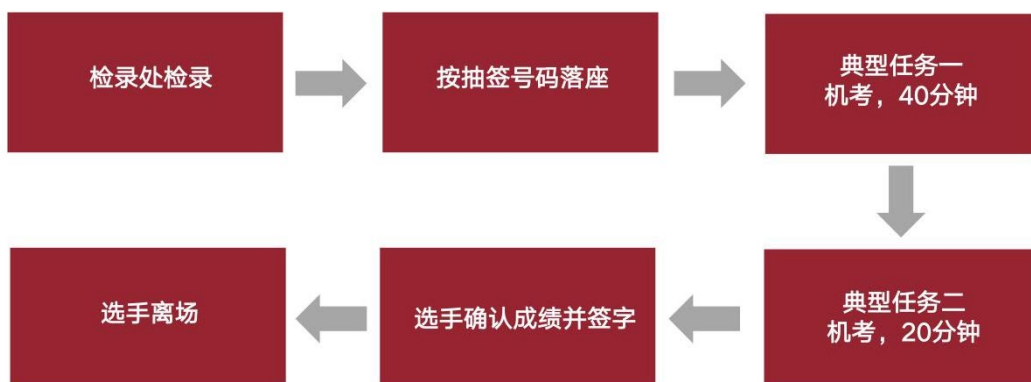 检录处检录
按抽签号码落座
典型任务一
机考，40分钟
典型任务二
机考，20分钟
选手确认成绩并签字
选手离场